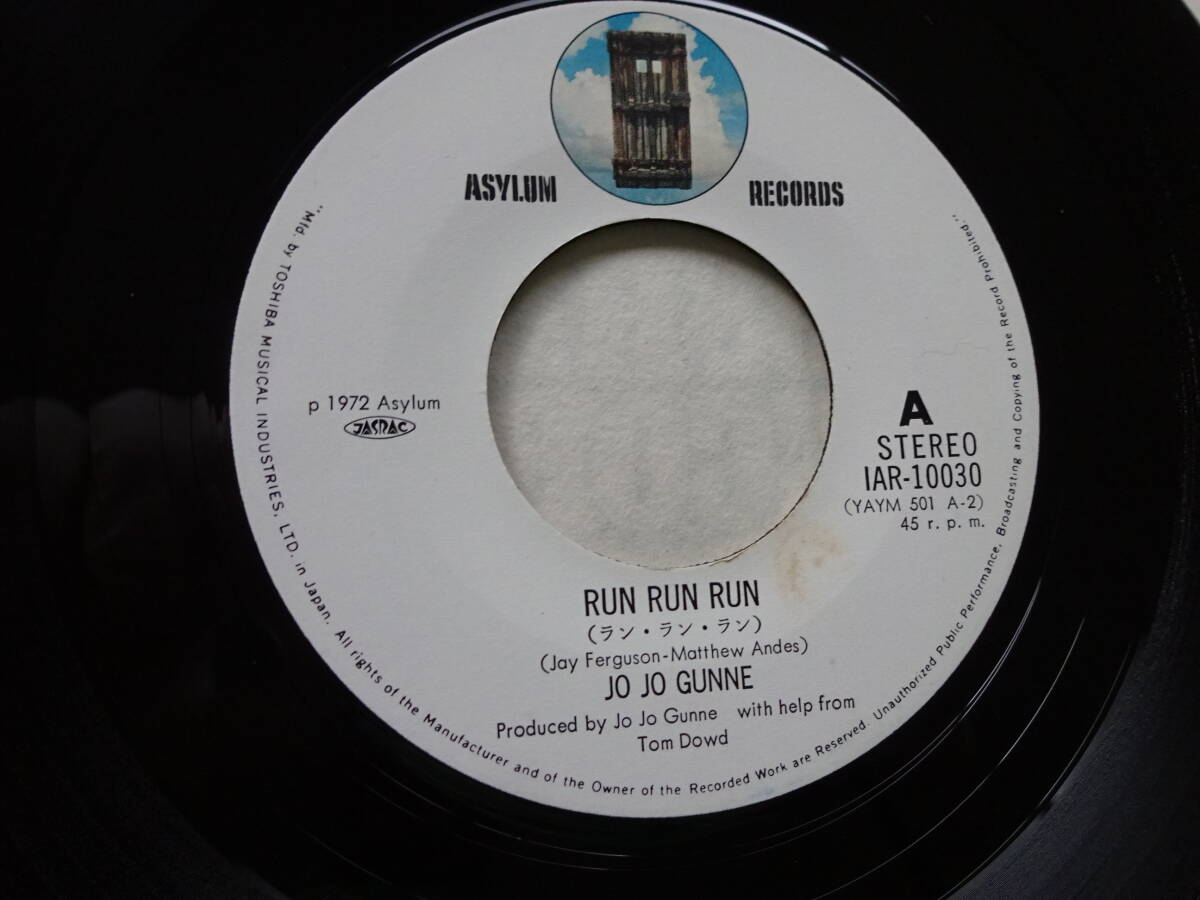 ASYLUM RECORDS
p 1972 Asylum
JASRAC
A
STEREO
IAR-10030
(YAYM 501 A-2)
45 r. p. m.
RUN RUN RUN
(ラン・ラン・ラン)
(Jay Ferguson-Matthew Andes)
JO JO GUNNE
Produced by Jo Jo Gunne with help from
Tom Dowd
"Mfd. by TOSHIBA MUSICAL INDUSTRIES, LTD. in Japan. All rights of the Manufacturer and of the Owner of the Recorded Work are Reserved. Unauthorized Public Performance, Broadcasting and Copying of the Record Prohibited."